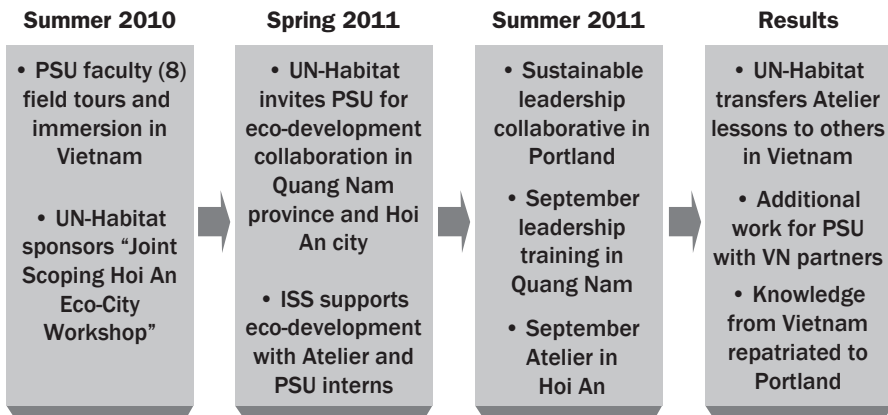 Summer 2010
• PSU faculty (8)
field tours and
immersion in
Vietnam
• UN-Habitat
sponsors “Joint
Scoping Hoi An
Eco-City
Workshop”
Spring 2011
• UN-Habitat
invites PSU for
eco-development
collaboration in
Quang Nam
province and Hoi
An city
• ISS supports
eco-development
with Atelier and
PSU interns
Summer 2011
• Sustainable
leadership
collaborative in
Portland
• September
leadership
training in
Quang Nam
• September
Atelier in
Hoi An
Results
• UN-Habitat
transfers Atelier
lessons to others
in Vietnam
• Additional
work for PSU
with VN partners
• Knowledge
from Vietnam
repatriated to
Portland